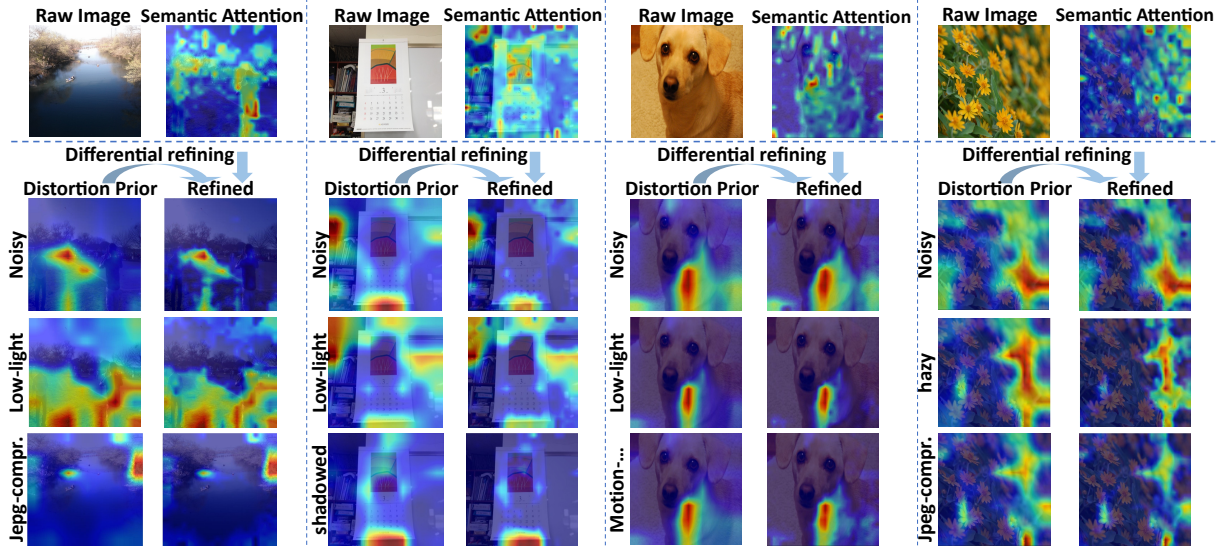 Raw Image Semantic Attention Raw Image Semantic Attention Raw Image Semantic Attention Raw Image Semantic Attention
Differential refining Differential refining Differential refining Differential refining
Distortion Prior Refined Distortion Prior Refined Distortion Prior Refined Distortion Prior Refined
Noisy Noisy Noisy Noisy
Low-light Low-light Low-light hazy
Jepg-compr. shadowed Motion-... Jpeg-compr.